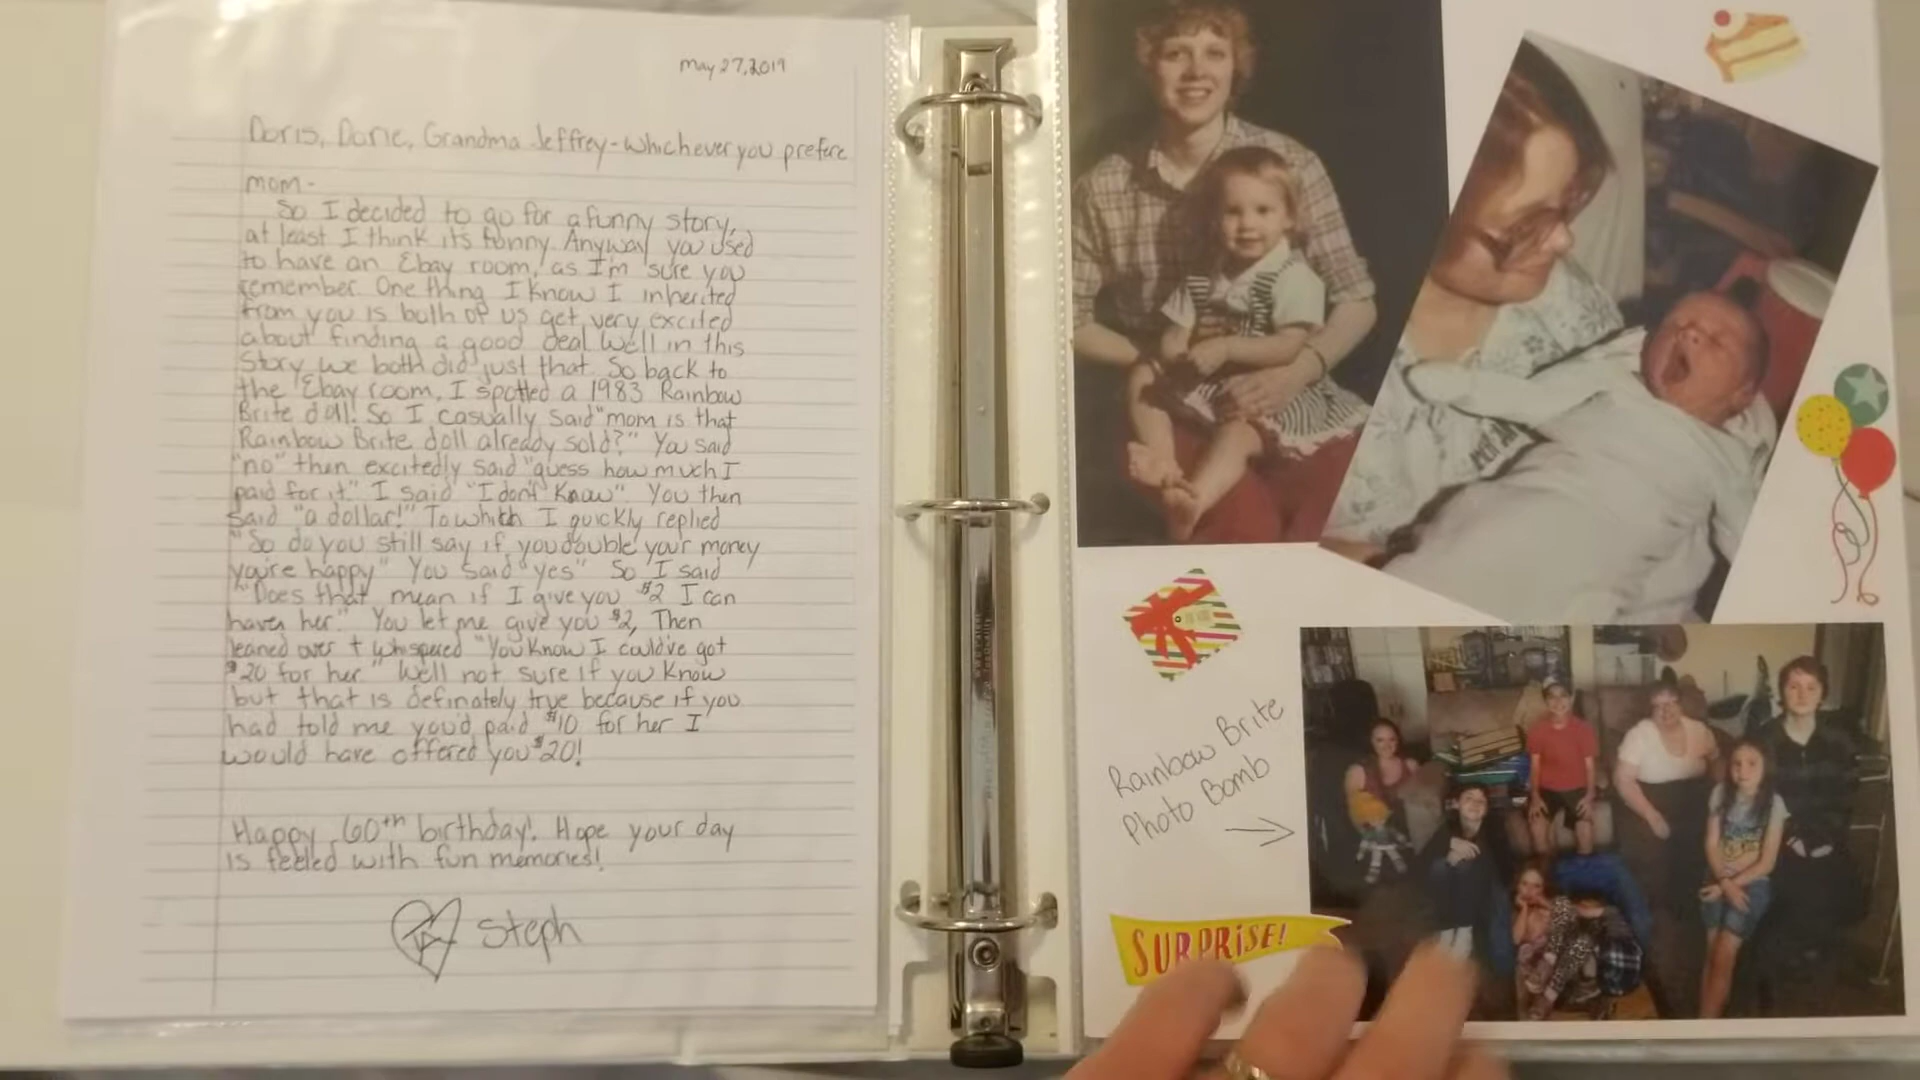 May 27, 2019
Doris, Dorie, Grandma Jeffrey - whichever you prefere
mom -
So I decided to go for a funny story,
at least I think it's funny. Anyway you used
to have an Ebay room, as I'm sure you
remember. One thing I know I inherited
from you is both of us get very excited
about finding a good deal. Well in this
story we both did just that. So back to
the Ebay room, I spotted a 1983 Rainbow
Brite doll! So I casually said "mom is that
Rainbow Brite doll already sold?" You said
"no" then excitedly said "guess how much I
paid for it." I said "I don't know". You then
said "a dollar!" To which I quickly replied
"So do you still say if you double your money
you're happy" You said "yes" So I said
"Does that mean if I give you $2 I can
have her." You let me give you $2, Then
leaned over + whispered "You know I could've got
$20 for her." Well not sure if you know
but that is definately true because if you
had told me you'd paid $10 for her I
would have offered you $20!
Happy 60th birthday! Hope your day
is feeled with fun memories!
Steph
Rainbow Brite
Photo Bomb
SURPRISE!